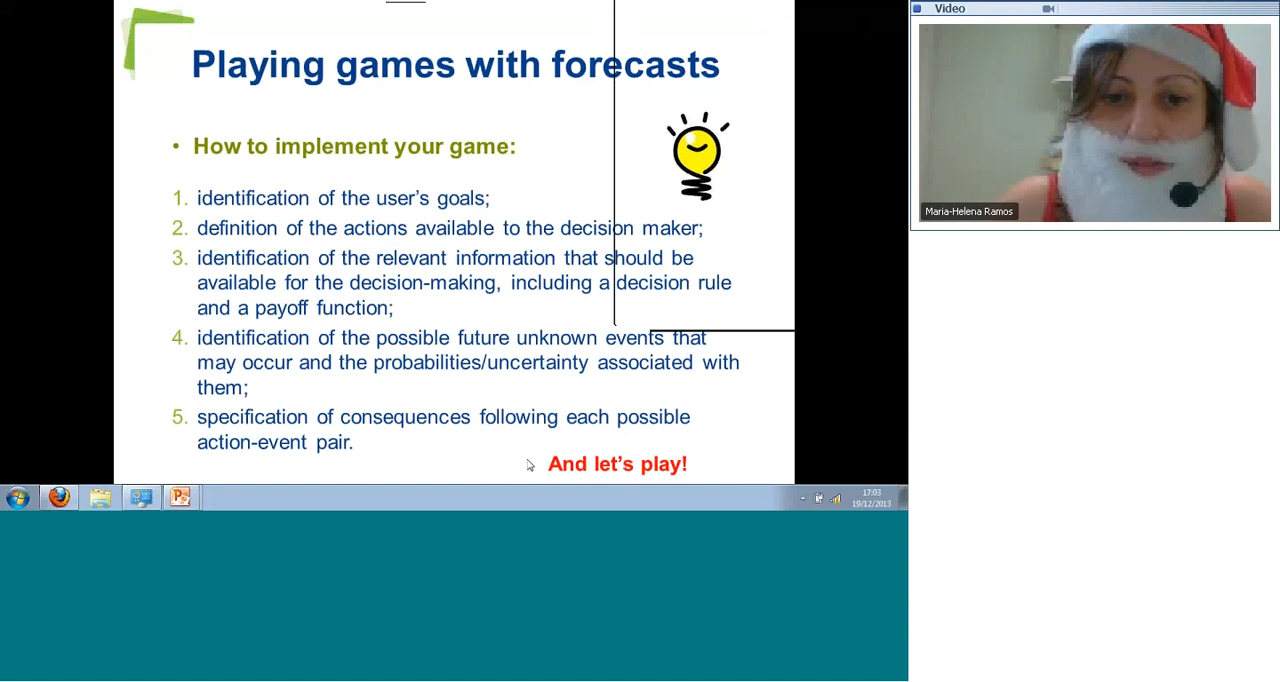 Playing games with forecasts
• How to implement your game:
1. identification of the user's goals;
2. definition of the actions available to the decision maker;
3. identification of the relevant information that should be
available for the decision-making, including a decision rule
and a payoff function;
4. identification of the possible future unknown events that
may occur and the probabilities/uncertainty associated with
them;
5. specification of consequences following each possible
action-event pair.
And let's play!
17:03
19/12/2013
Video
Maria-Helena Ramos